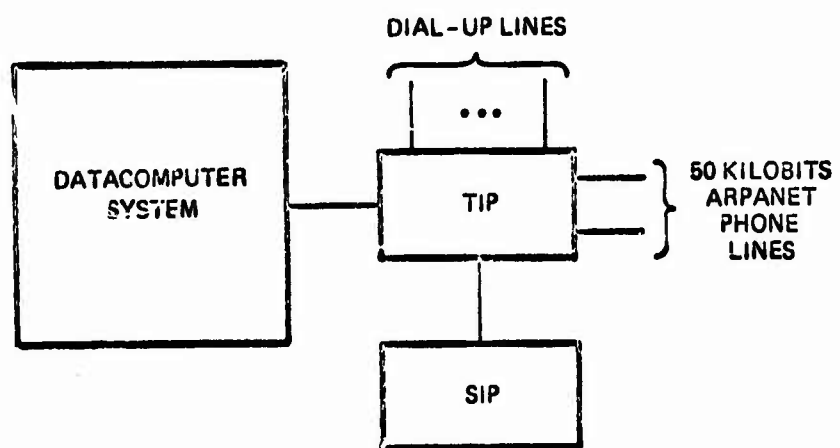 DIAL-UP LINES
...
DATACOMPUTER
SYSTEM
TIP
50 KILOBITS
ARPANET
PHONE
LINES
SIP